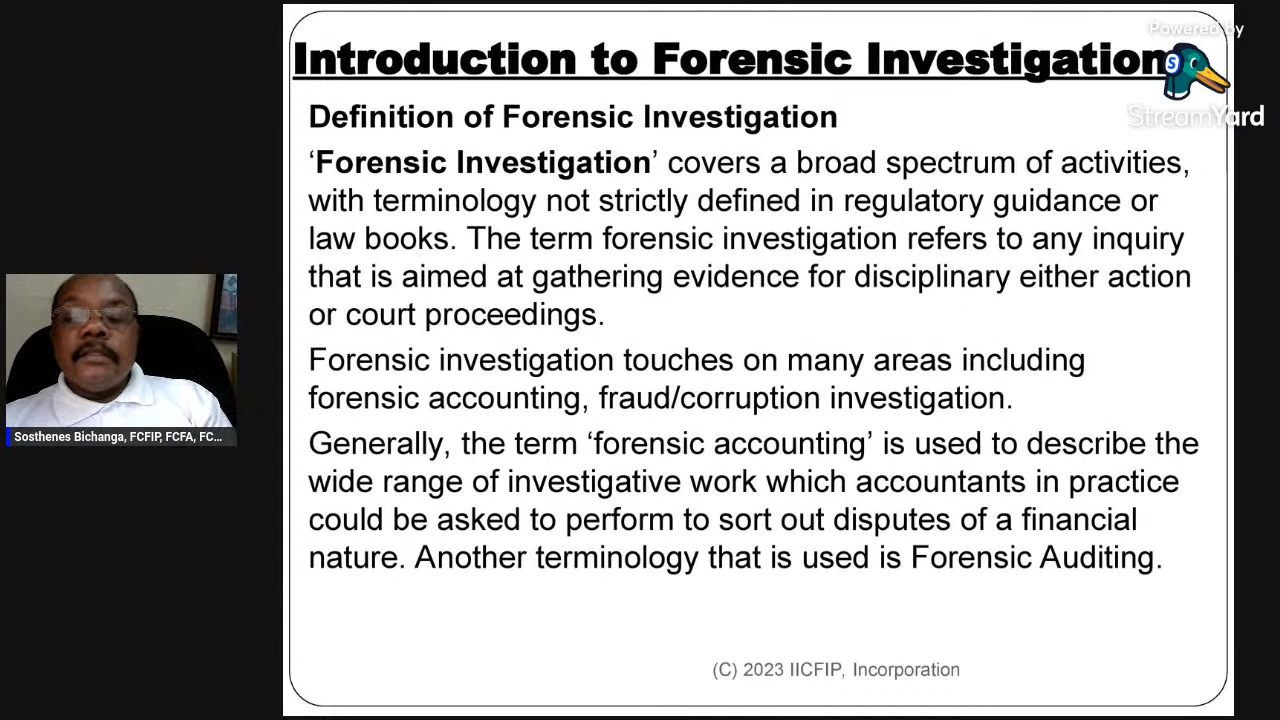 Introduction to Forensic Investigation
Powered by
S
StreamYard
Definition of Forensic Investigation
‘Forensic Investigation’ covers a broad spectrum of activities,
with terminology not strictly defined in regulatory guidance or
law books. The term forensic investigation refers to any inquiry
that is aimed at gathering evidence for disciplinary either action
or court proceedings.
Forensic investigation touches on many areas including
forensic accounting, fraud/corruption investigation.
Generally, the term ‘forensic accounting’ is used to describe the
wide range of investigative work which accountants in practice
could be asked to perform to sort out disputes of a financial
nature. Another terminology that is used is Forensic Auditing.
(C) 2023 IICFIP, Incorporation
Sosthenes Bichanga, FCFIP, FCFA, FC...